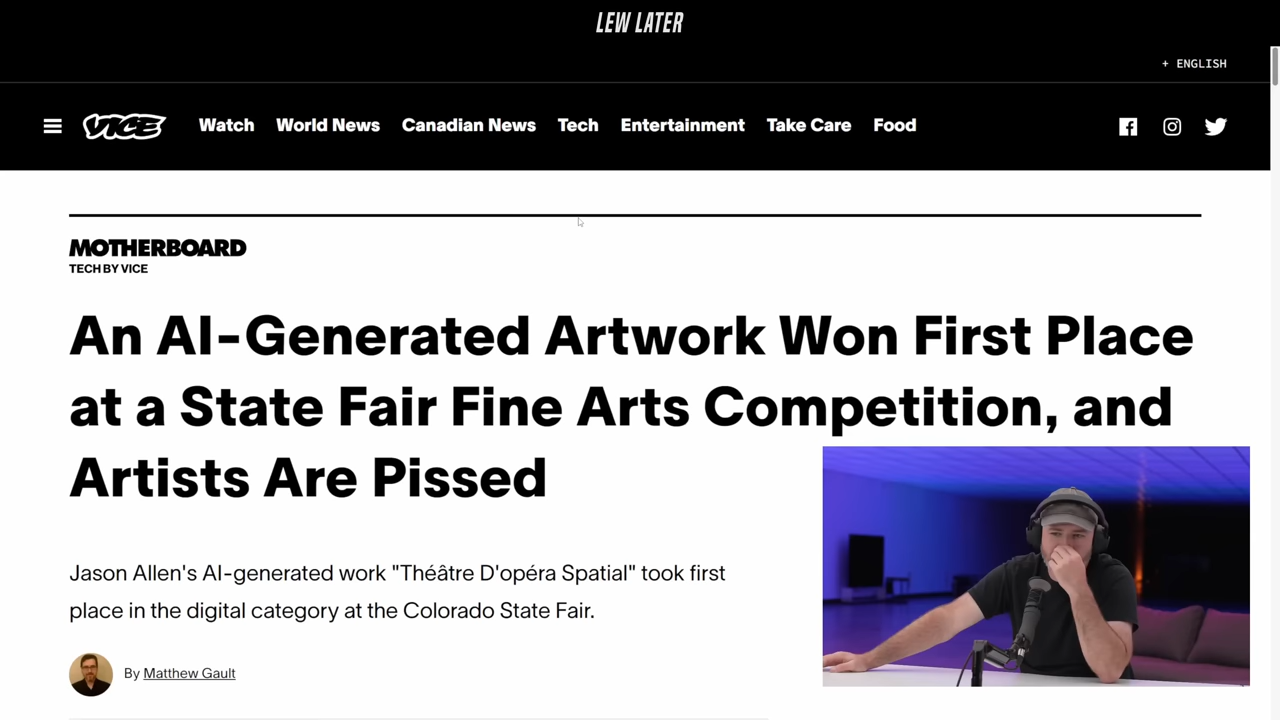 LEW LATER
+ ENGLISH
VICE
Watch
World News
Canadian News
Tech
Entertainment
Take Care
Food
MOTHERBOARD
TECH BY VICE
An AI-Generated Artwork Won First Place
at a State Fair Fine Arts Competition, and
Artists Are Pissed
Jason Allen's AI-generated work "Théâtre D'opéra Spatial" took first
place in the digital category at the Colorado State Fair.
By Matthew Gault